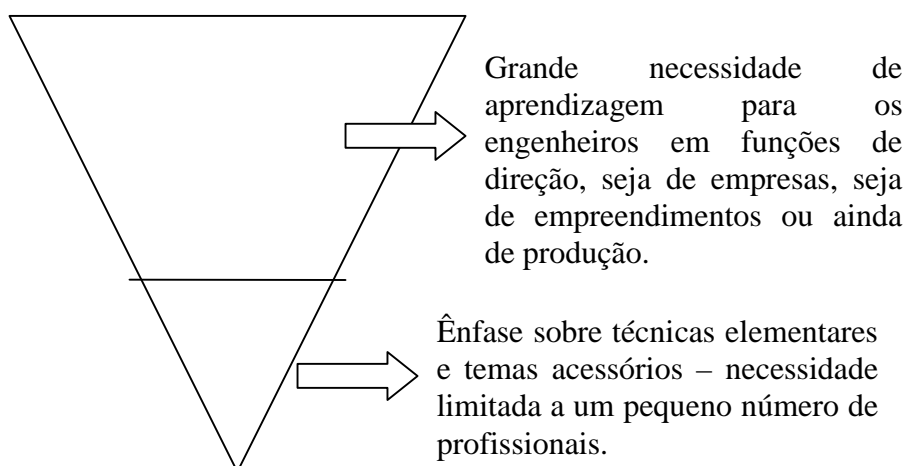 Grande necessidade de
aprendizagem para os
engenheiros em funções de
direção, seja de empresas, seja
de empreendimentos ou ainda
de produção.
Ênfase sobre técnicas elementares
e temas acessórios – necessidade
limitada a um pequeno número de
profissionais.